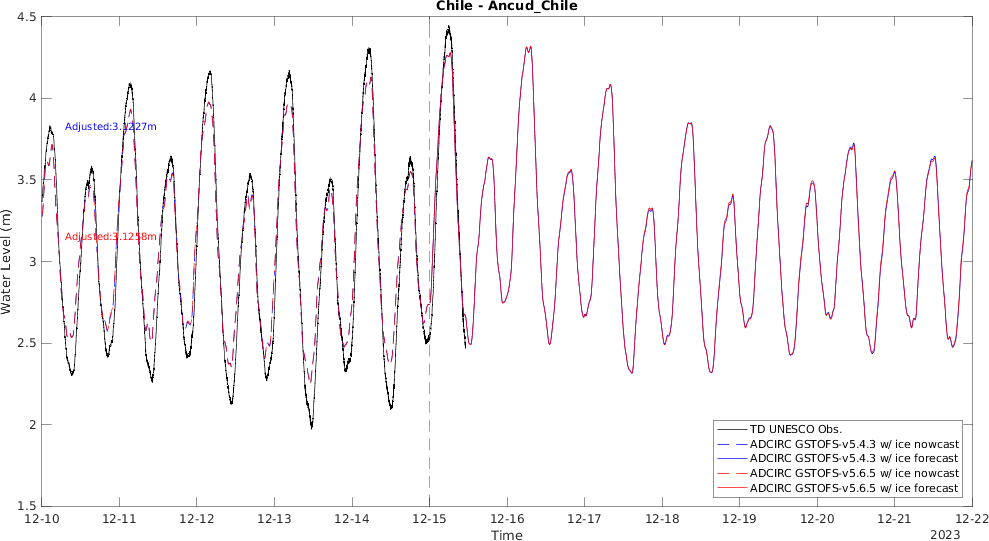 Chile - Ancud_Chile
4.5
4
3.5
3
2.5
2
1.5
Water Level (m)
Adjusted:3.1227m
Adjusted:3.1258m
TD UNESCO Obs.
ADCIRC GSTOFS-v5.4.3 w/ ice nowcast
ADCIRC GSTOFS-v5.4.3 w/ ice forecast
ADCIRC GSTOFS-v5.6.5 w/ ice nowcast
ADCIRC GSTOFS-v5.6.5 w/ ice forecast
12-10 12-11 12-12 12-13 12-14 12-15 12-16 12-17 12-18 12-19 12-20 12-21 12-22
Time
2023